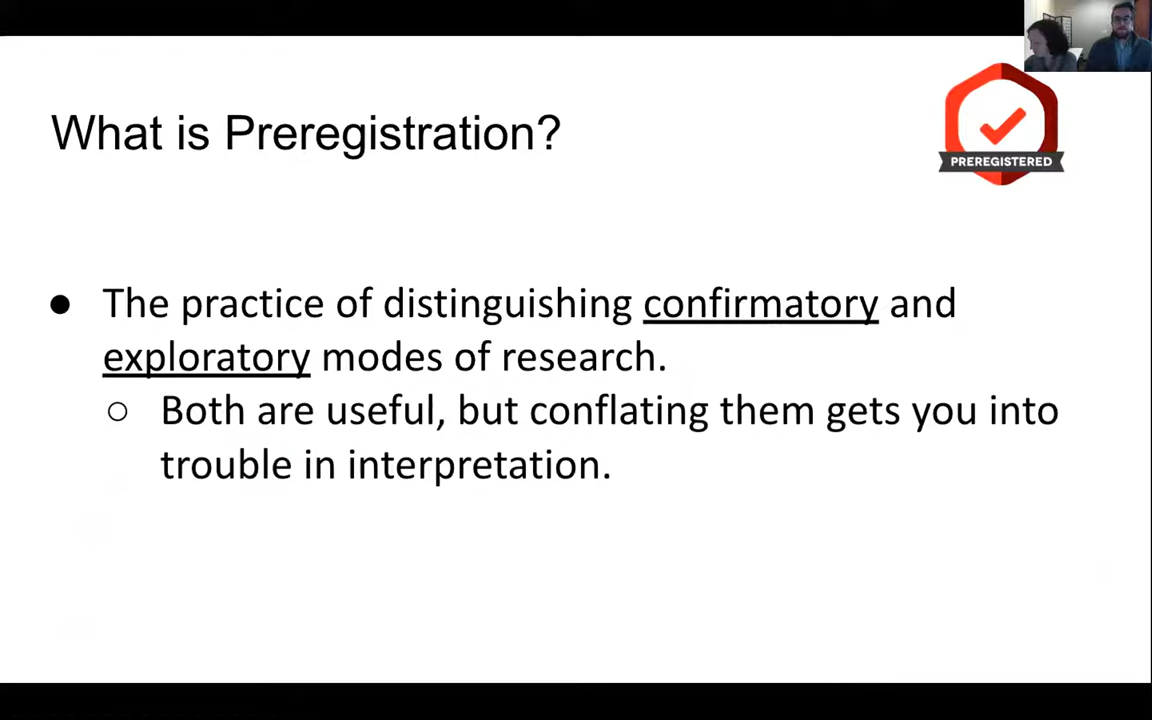 What is Preregistration?
PREREGISTERED
● The practice of distinguishing confirmatory and
exploratory modes of research.
○ Both are useful, but conflating them gets you into
trouble in interpretation.